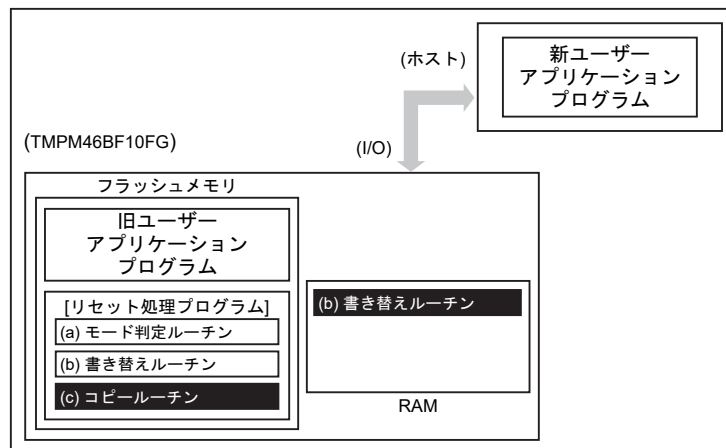 (ホスト)
新ユーザー
アプリケーション
プログラム
(TMPM46BF10FG)
(I/O)
フラッシュメモリ
旧ユーザー
アプリケーション
プログラム
[リセット処理プログラム]
(a) モード判定ルーチン
(b) 書き替えルーチン
(c) コピールーチン
(b) 書き替えルーチン
RAM